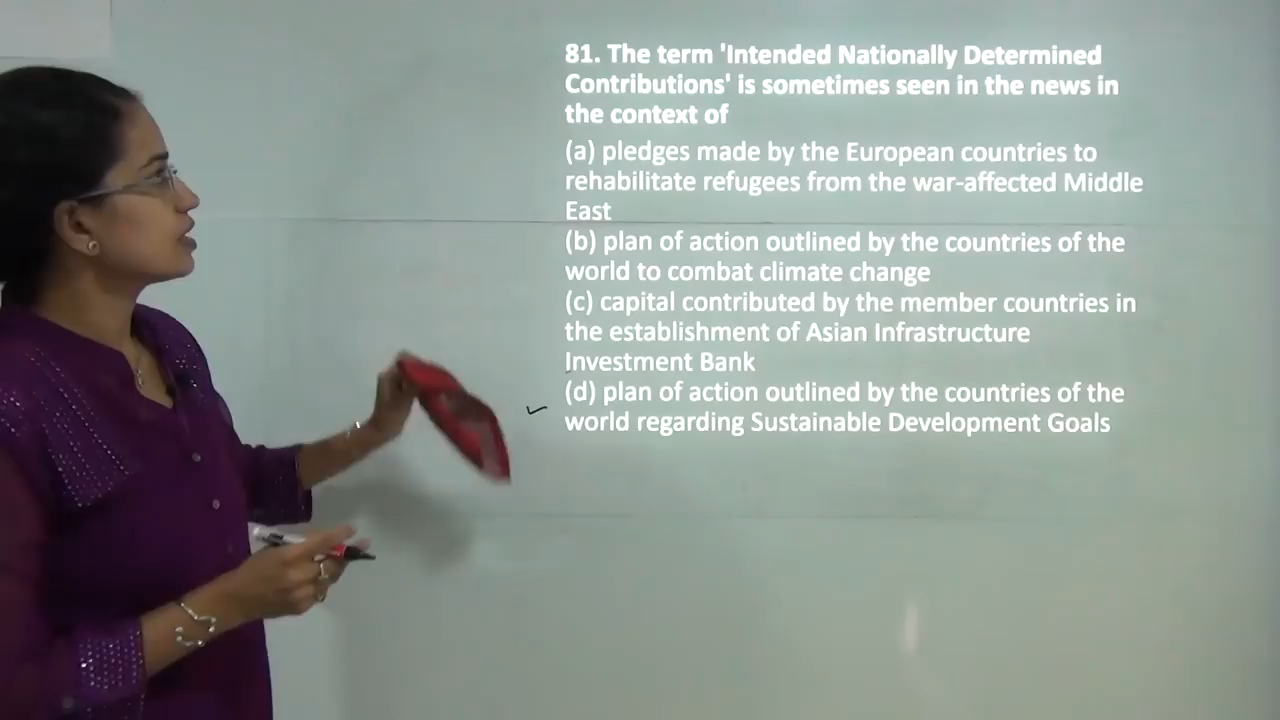 81. The term 'Intended Nationally Determined
Contributions' is sometimes seen in the news in
the context of
(a) pledges made by the European countries to
rehabilitate refugees from the war-affected Middle
East
(b) plan of action outlined by the countries of the
world to combat climate change
(c) capital contributed by the member countries in
the establishment of Asian Infrastructure
Investment Bank
(d) plan of action outlined by the countries of the
world regarding Sustainable Development Goals